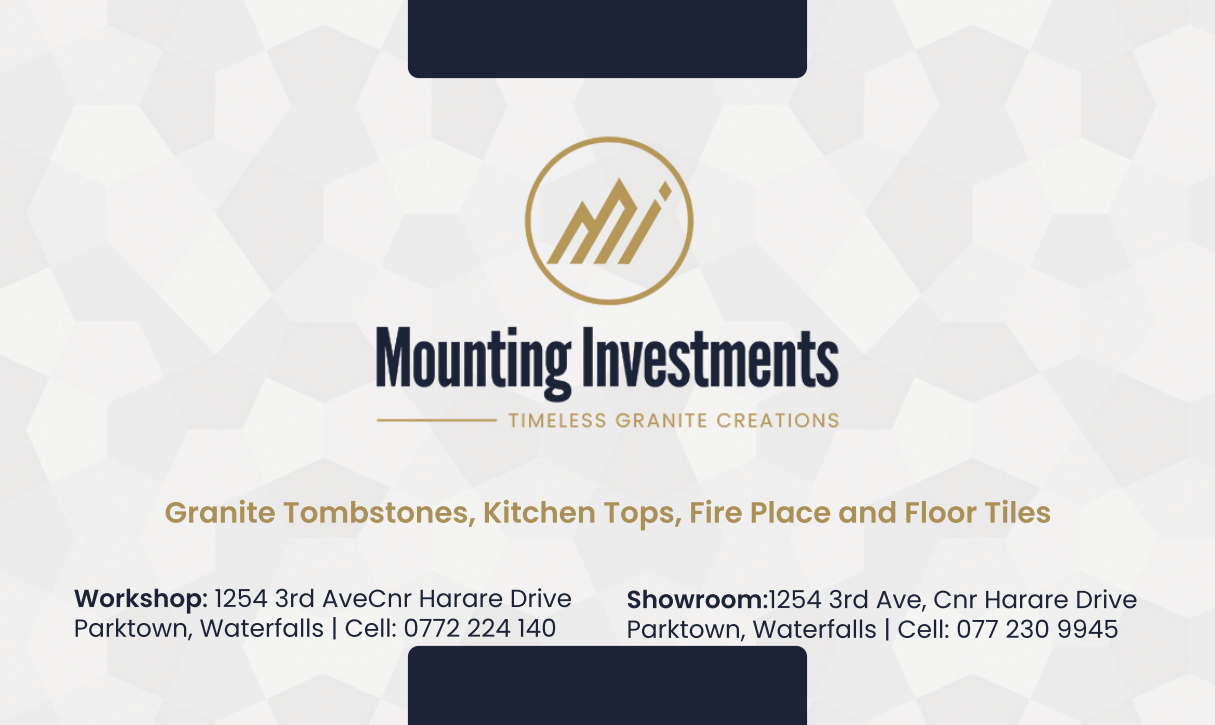 Mounting Investments
TIMELESS GRANITE CREATIONS
Granite Tombstones, Kitchen Tops, Fire Place and Floor Tiles
Workshop: 1254 3rd AveCnr Harare Drive
Parktown, Waterfalls | Cell: 0772 224 140
Showroom:1254 3rd Ave, Cnr Harare Drive
Parktown, Waterfalls | Cell: 077 230 9945